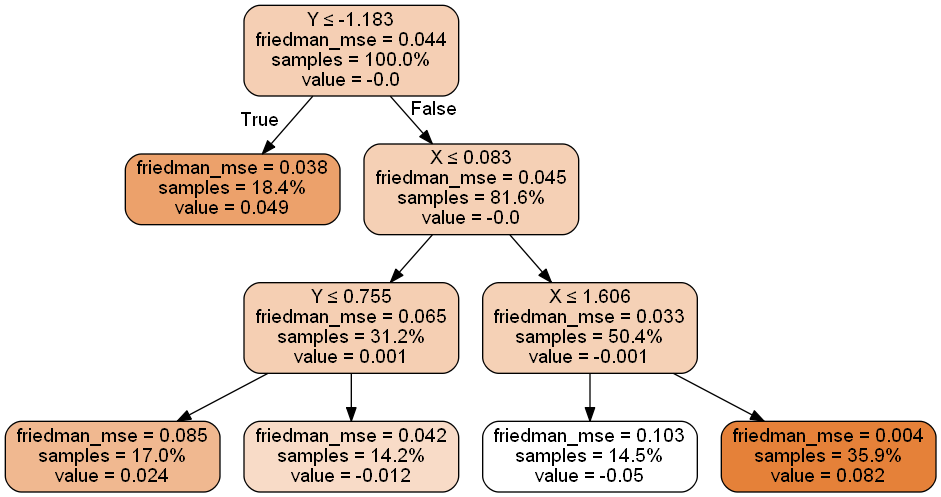 Y ≤ -1.183
friedman_mse = 0.044
samples = 100.0%
value = -0.0
True
False
friedman_mse = 0.038
samples = 18.4%
value = 0.049
X ≤ 0.083
friedman_mse = 0.045
samples = 81.6%
value = -0.0
Y ≤ 0.755
friedman_mse = 0.065
samples = 31.2%
value = 0.001
X ≤ 1.606
friedman_mse = 0.033
samples = 50.4%
value = -0.001
friedman_mse = 0.085
samples = 17.0%
value = 0.024
friedman_mse = 0.042
samples = 14.2%
value = -0.012
friedman_mse = 0.103
samples = 14.5%
value = -0.05
friedman_mse = 0.004
samples = 35.9%
value = 0.082